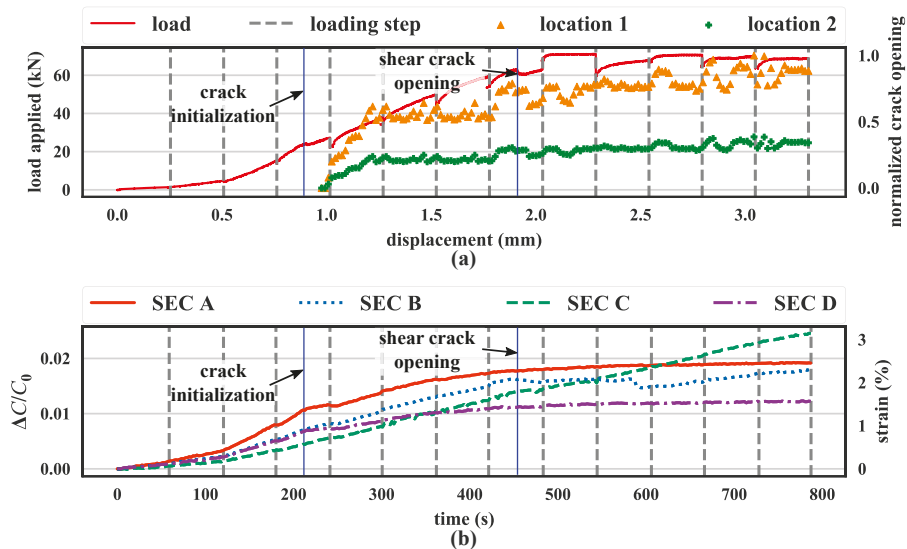 load loading step location 1 location 2
load applied (kN)
60
40
20
0
crack
initialization
shear crack
opening
1.0
0.5
0.0
normalized crack opening
0.0 0.5 1.0 1.5 2.0 2.5 3.0
displacement (mm)
(a)
SEC A SEC B SEC C SEC D
ΔC/C₀
0.02
0.01
0.00
crack
initialization
shear crack
opening
3
2
1
0
strain (%)
0 100 200 300 400 500 600 700 800
time (s)
(b)